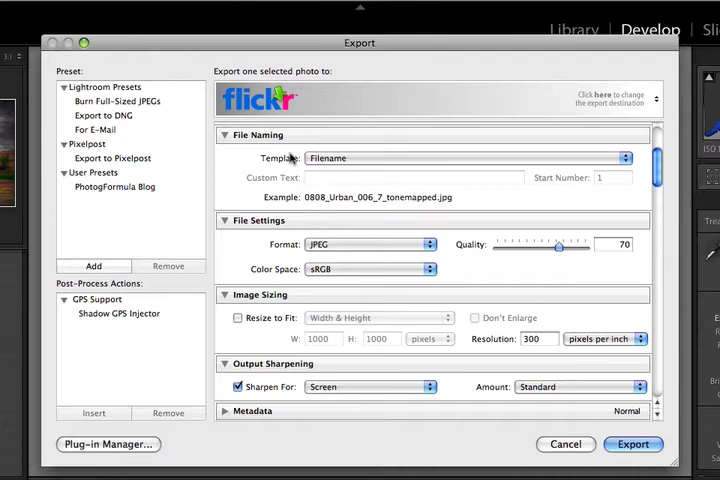 Library Develop
Export
Preset:
Lightroom Presets
Burn Full-Sized JPEGs
Export to DNG
For E-Mail
Pixelpost
Export to Pixelpost
User Presets
PhotogFormula Blog
Add Remove
Post-Process Actions:
GPS Support
Shadow GPS Injector
Insert Remove
Plug-in Manager...
Export one selected photo to:
flickr
Click here to change
the export destination
File Naming
Template: Filename
Custom Text: Start Number: 1
Example: 0808_Urban_006_7_tonemapped.jpg
File Settings
Format: JPEG Quality: 70
Color Space: sRGB
Image Sizing
Resize to Fit: Width & Height Don't Enlarge
W: 1000 H: 1000 pixels Resolution: 300 pixels per inch
Output Sharpening
Sharpen For: Screen Amount: Standard
Metadata Normal
Cancel Export